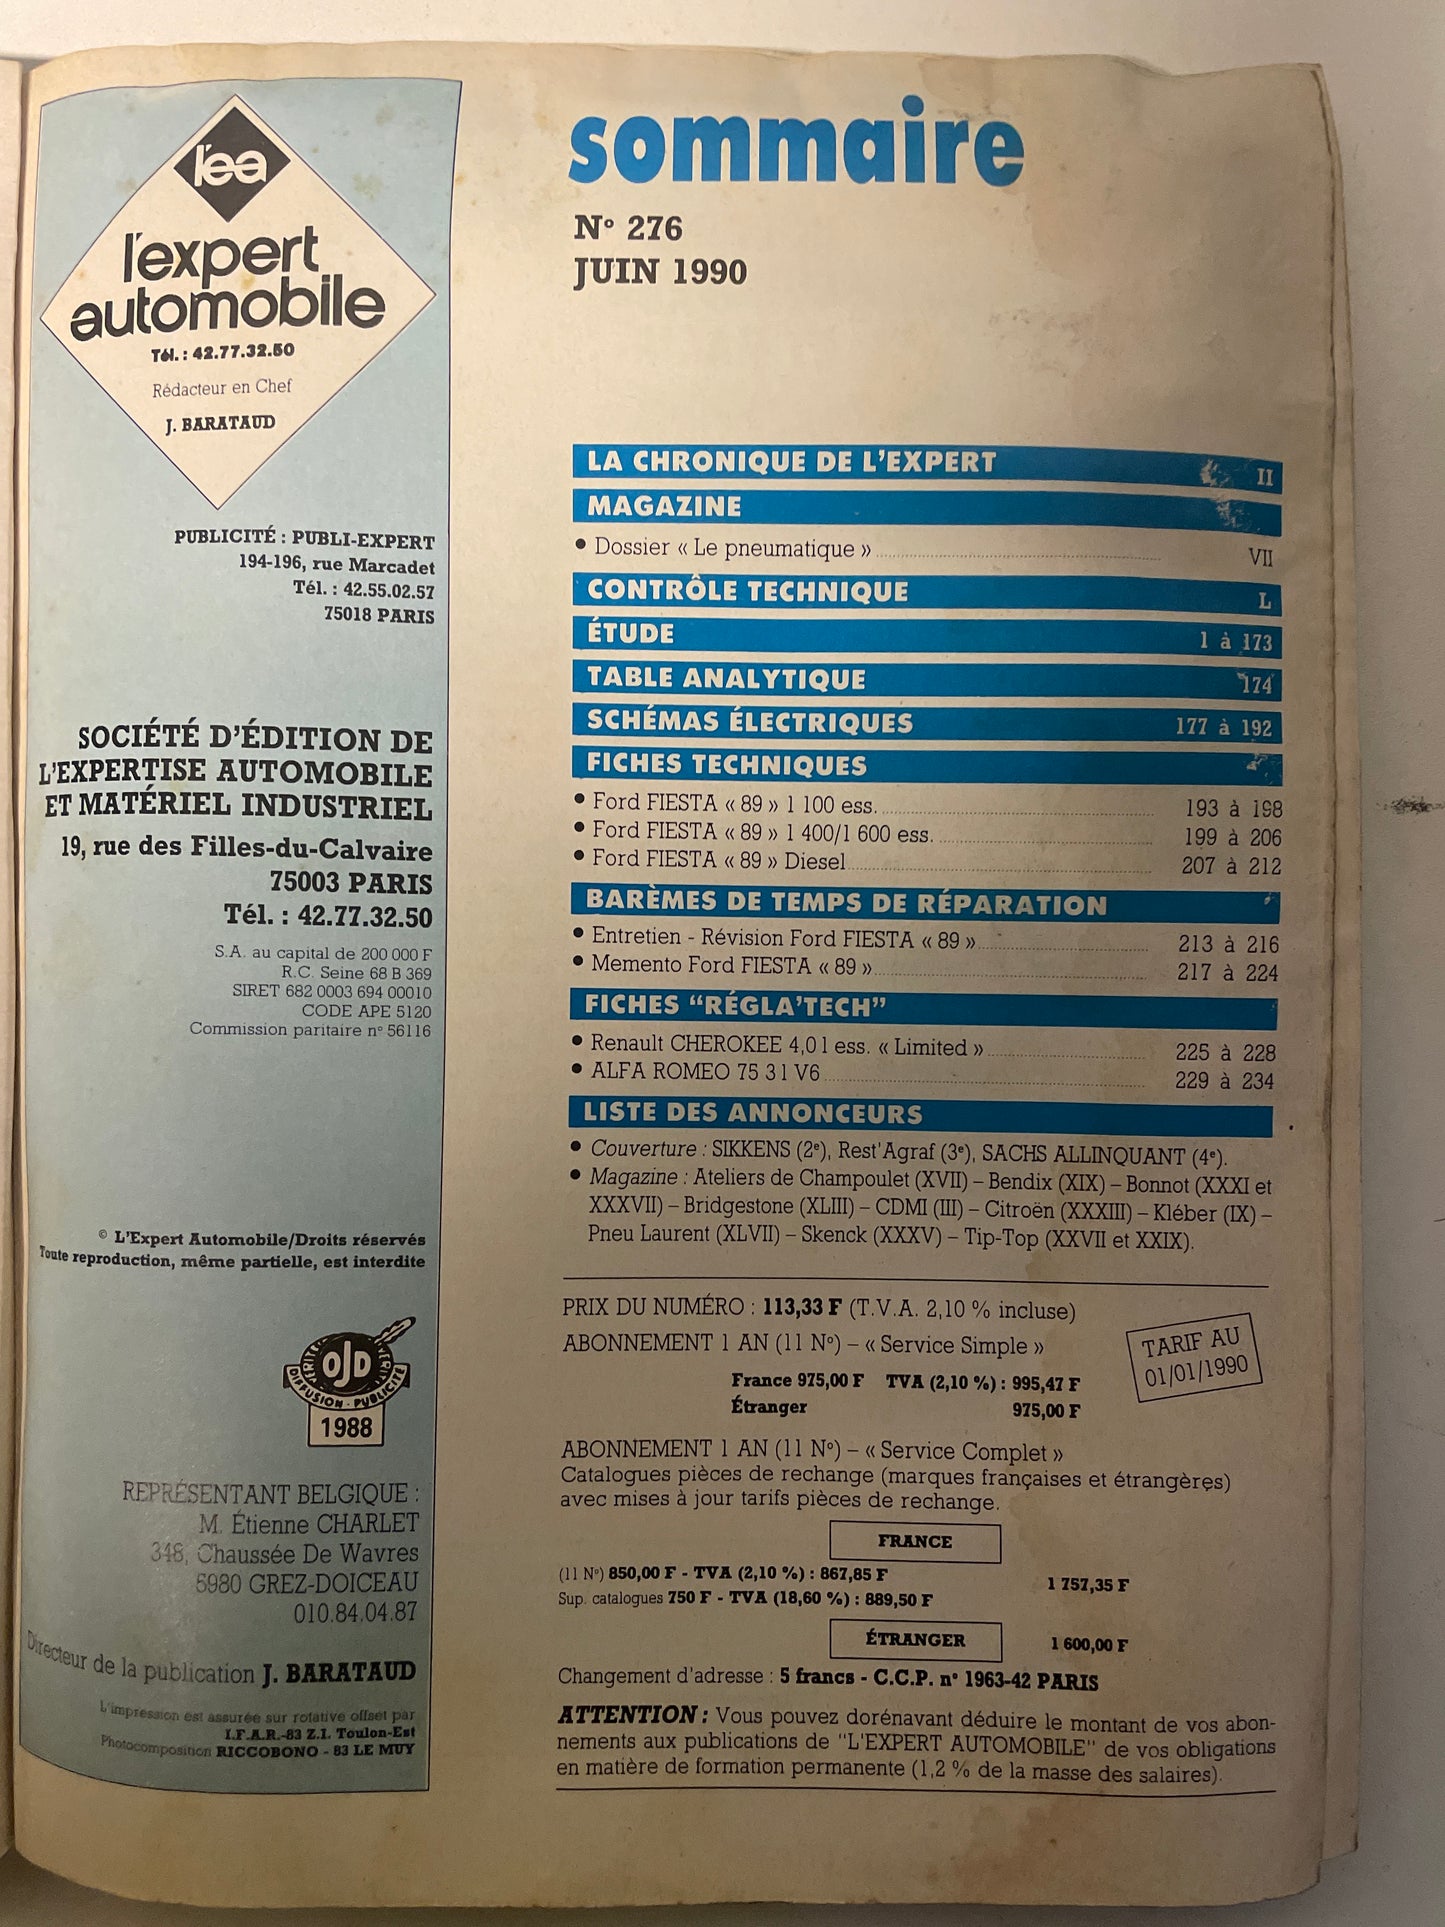 l'ea
l'expert
automobile
Tél. : 42.77.32.50
Rédacteur en Chef
J. BARATAUD
PUBLICITÉ : PUBLI-EXPERT
194-196, rue Marcadet
Tél. : 42.55.02.57
75018 PARIS
SOCIÉTÉ D'ÉDITION DE
L'EXPERTISE AUTOMOBILE
ET MATÉRIEL INDUSTRIEL
19, rue des Filles-du-Calvaire
75003 PARIS
Tél. : 42.77.32.50
S.A. au capital de 200 000 F
R.C. Seine 68 B 369
SIRET 682 0003 694 00010
CODE APE 5120
Commission paritaire n° 56116
© L'Expert Automobile/Droits réservés
Toute reproduction, même partielle, est interdite
OJD
DIFFUSION - PUBLICITÉ
1988
REPRÉSENTANT BELGIQUE :
M. Étienne CHARLET
348, Chaussée De Wavres
5980 GREZ-DOICEAU
010.84.04.87
Directeur de la publication J. BARATAUD
L'impression est assurée sur rotative offset par
I.F.A.R.-83 Z.I. Toulon-Est
Photocomposition RICCOBONO - 83 LE MUY
sommaire
N° 276
JUIN 1990
LA CHRONIQUE DE L'EXPERT II
MAGAZINE
• Dossier « Le pneumatique » VII
CONTRÔLE TECHNIQUE L
ÉTUDE 1 à 173
TABLE ANALYTIQUE 174
SCHÉMAS ÉLECTRIQUES 177 à 192
FICHES TECHNIQUES
• Ford FIESTA « 89 » 1 100 ess. 193 à 198
• Ford FIESTA « 89 » 1 400/1 600 ess. 199 à 206
• Ford FIESTA « 89 » Diesel 207 à 212
BARÈMES DE TEMPS DE RÉPARATION
• Entretien - Révision Ford FIESTA « 89 » 213 à 216
• Memento Ford FIESTA « 89 » 217 à 224
FICHES "RÉGLA'TECH"
• Renault CHEROKEE 4,0 l ess. « Limited » 225 à 228
• ALFA ROMEO 75 3 l V6 229 à 234
LISTE DES ANNONCEURS
• Couverture : SIKKENS (2e), Rest'Agraf (3e), SACHS ALLINQUANT (4e).
• Magazine : Ateliers de Champoulet (XVII) – Bendix (XIX) – Bonnot (XXXI et
XXXVII) – Bridgestone (XLIII) – CDMI (III) – Citroën (XXXIII) – Kléber (IX) –
Pneu Laurent (XLVII) – Skenck (XXXV) – Tip-Top (XXVII et XXIX).
PRIX DU NUMÉRO : 113,33 F (T.V.A. 2,10 % incluse)
ABONNEMENT 1 AN (11 N°) – « Service Simple »
TARIF AU
01/01/1990
France 975,00 F TVA (2,10 %) : 995,47 F
Étranger 975,00 F
ABONNEMENT 1 AN (11 N°) – « Service Complet »
Catalogues pièces de rechange (marques françaises et étrangères)
avec mises à jour tarifs pièces de rechange.
FRANCE
(11 N°) 850,00 F - TVA (2,10 %) : 867,85 F
1 757,35 F
Sup. catalogues 750 F - TVA (18,60 %) : 889,50 F
ÉTRANGER 1 600,00 F
Changement d'adresse : 5 francs - C.C.P. n° 1963-42 PARIS
ATTENTION : Vous pouvez dorénavant déduire le montant de vos abon-
nements aux publications de "L'EXPERT AUTOMOBILE" de vos obligations
en matière de formation permanente (1,2 % de la masse des salaires).